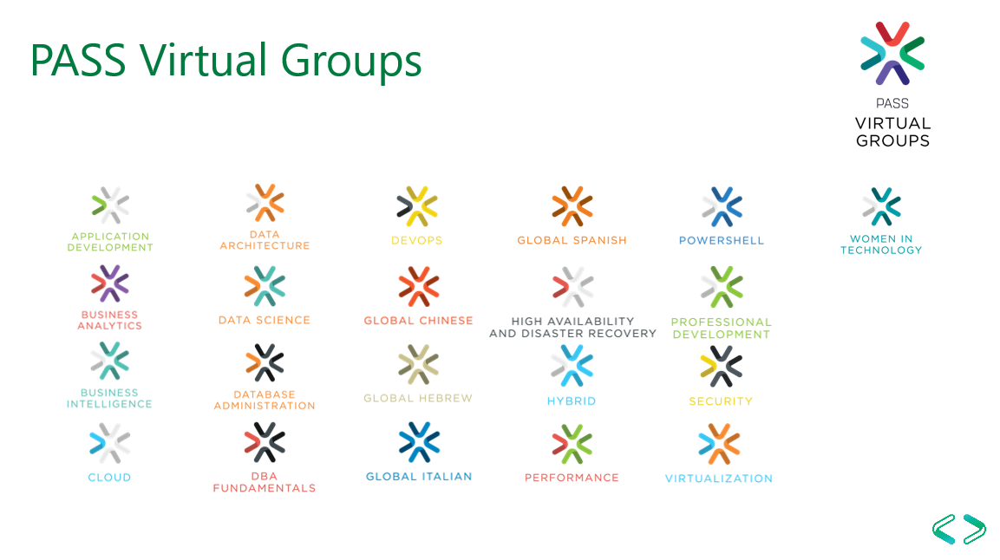 PASS Virtual Groups
PASS
VIRTUAL
GROUPS
APPLICATION
DEVELOPMENT
DATA
ARCHITECTURE
DEVOPS
GLOBAL SPANISH
POWERSHELL
WOMEN IN
TECHNOLOGY
BUSINESS
ANALYTICS
DATA SCIENCE
GLOBAL CHINESE
HIGH AVAILABILITY
AND DISASTER RECOVERY
PROFESSIONAL
DEVELOPMENT
BUSINESS
INTELLIGENCE
DATABASE
ADMINISTRATION
GLOBAL HEBREW
HYBRID
SECURITY
CLOUD
DBA
FUNDAMENTALS
GLOBAL ITALIAN
PERFORMANCE
VIRTUALIZATION